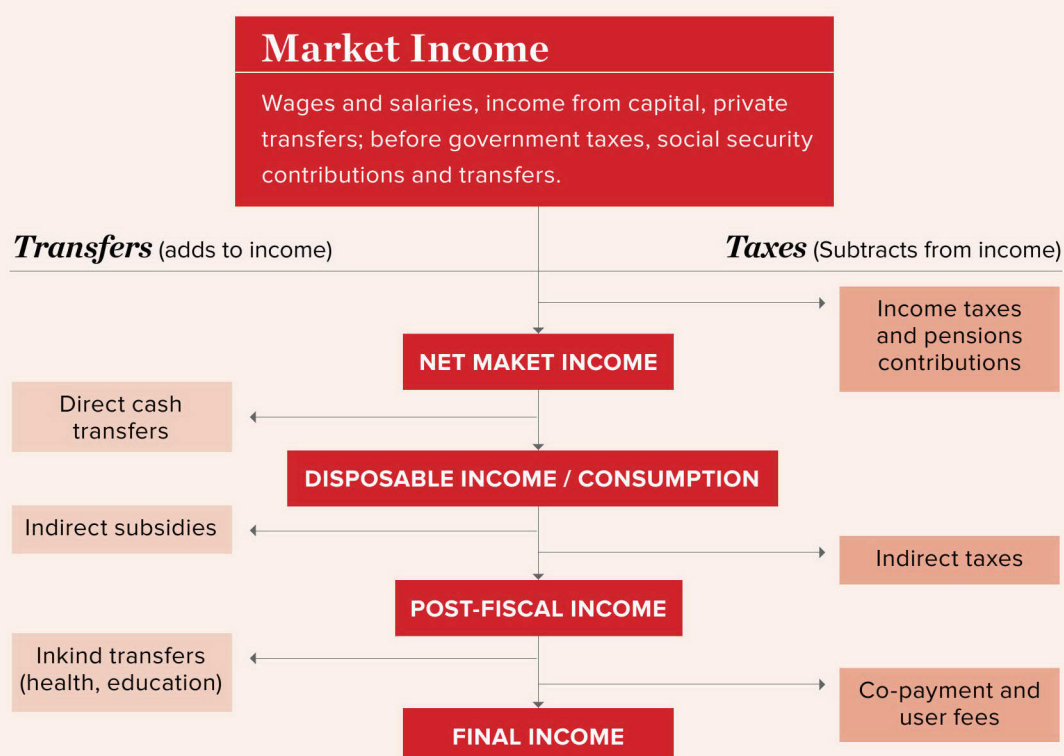 Market Income
Wages and salaries, income from capital, private
transfers; before government taxes, social security
contributions and transfers.
Transfers (adds to income)
Taxes (Subtracts from income)
Income taxes
and pensions
contributions
NET MAKET INCOME
Direct cash
transfers
DISPOSABLE INCOME / CONSUMPTION
Indirect subsidies
Indirect taxes
POST-FISCAL INCOME
Inkind transfers
(health, education)
Co-payment and
user fees
FINAL INCOME